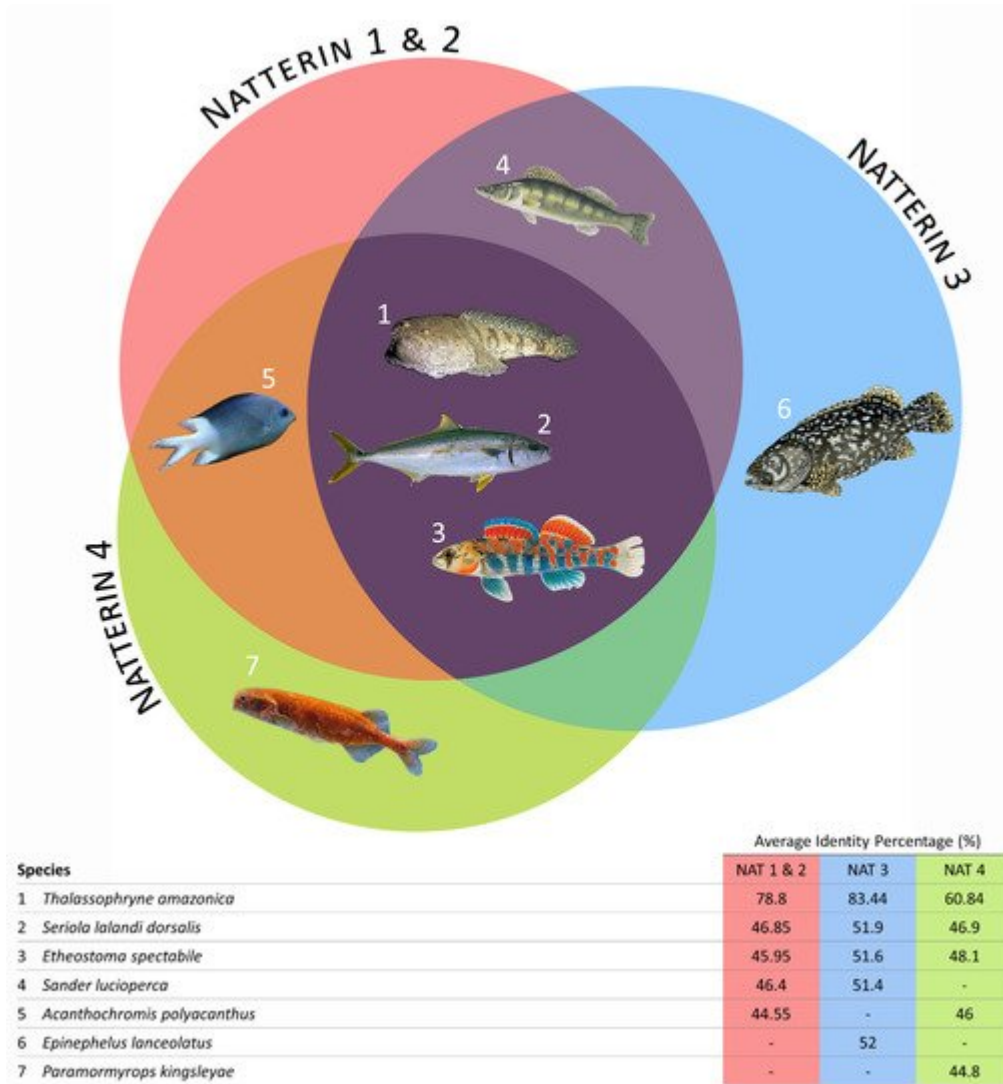 NATTERIN 1 & 2
NATTERIN 3
4
1
5
6
2
3
NATTERIN 4
7
Average Identity Percentage (%)
Species NAT 1 & 2 NAT 3 NAT 4
1 Thalassophryne amazonica 78.8 83.44 60.84
2 Seriola lalandi dorsalis 46.85 51.9 46.9
3 Etheostoma spectabile 45.95 51.6 48.1
4 Sander lucioperca 46.4 51.4 -
5 Acanthochromis polyacanthus 44.55 - 46
6 Epinephelus lanceolatus - 52 -
7 Paramormyrops kingsleyae - - 44.8